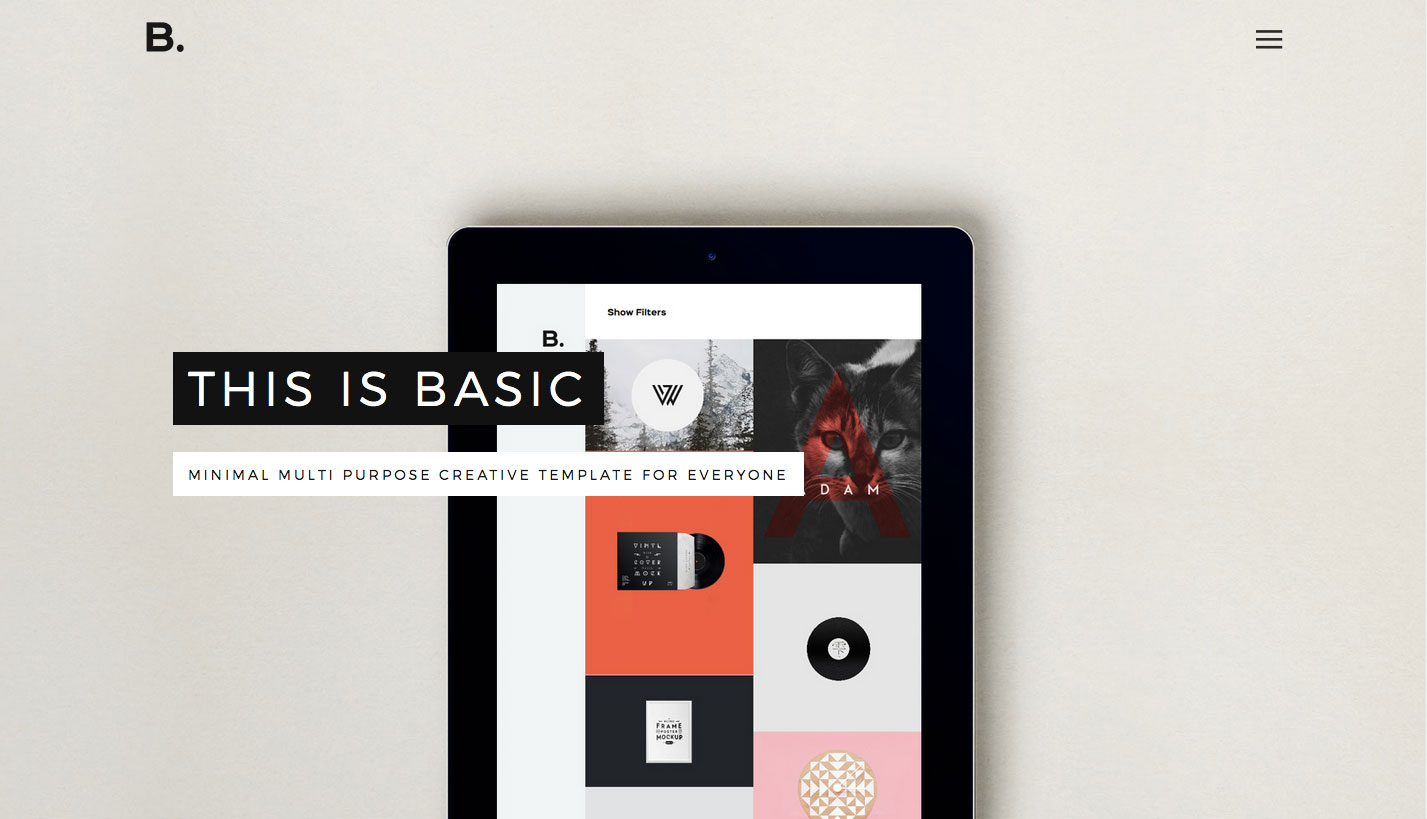 B.
Show Filters
B.
THIS IS BASIC
MINIMAL MULTI PURPOSE CREATIVE TEMPLATE FOR EVERYONE
DAM
VINYL
COVER
MOCK
UP
FRAME
POSTER
MOCKUP